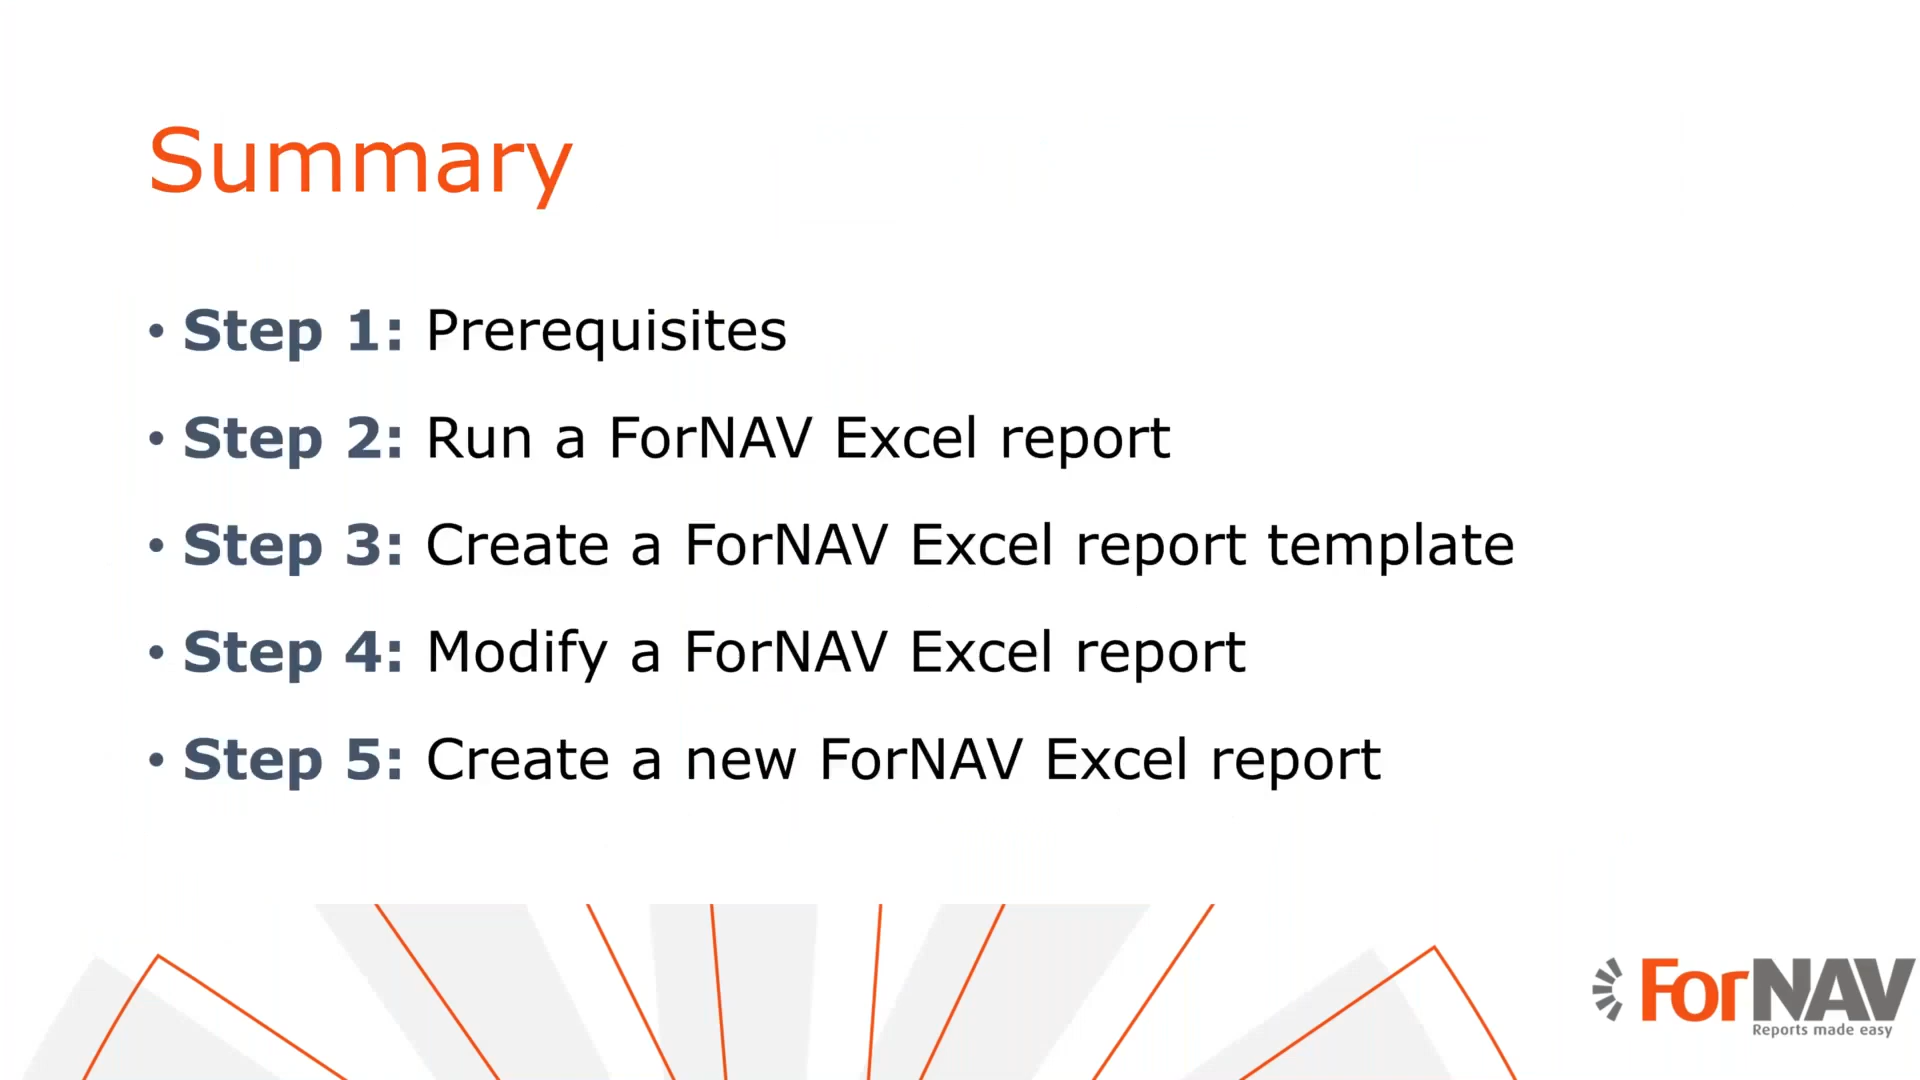 Summary
• Step 1: Prerequisites
• Step 2: Run a ForNAV Excel report
• Step 3: Create a ForNAV Excel report template
• Step 4: Modify a ForNAV Excel report
• Step 5: Create a new ForNAV Excel report
ForNAV
Reports made easy